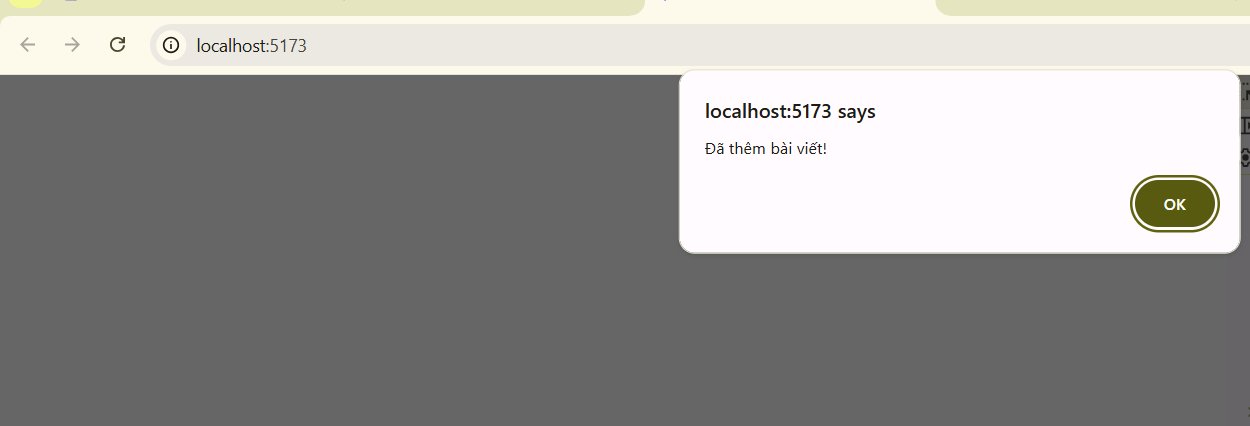 localhost:5173
localhost:5173 says
Đã thêm bài viết!
OK